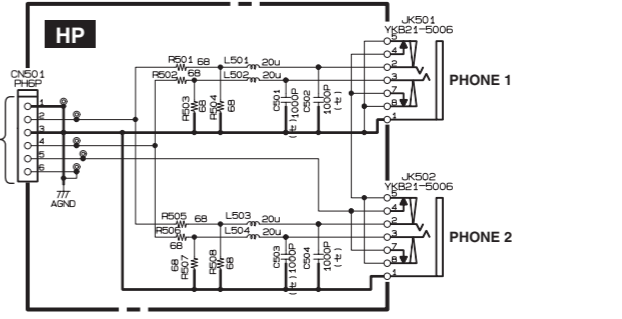 HP
JK501
YKB21-5006
5
4
2
3
7
8
1
PHONE 1
CN501
PH6P
1
2
3
4
5
6
AGND
R501 68
R502 68
L501 20u
L502 20u
R503 68
R504 68
C501 1000P (セ)
C502 1000P (セ)
JK502
YKB21-5006
5
4
2
3
7
8
1
PHONE 2
R505 68
R506 68
L503 20u
L504 20u
R507 68
R508 68
C503 1000P (セ)
C504 1000P (セ)